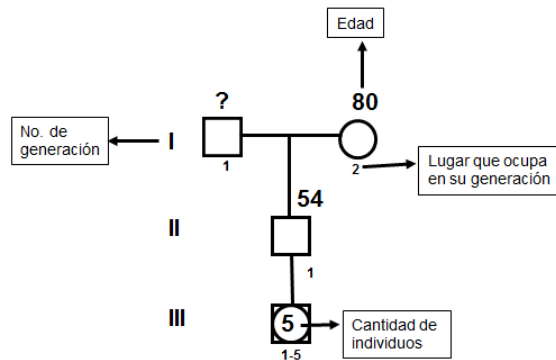 Edad
?
80
No. de
generación
I
1
2
Lugar que ocupa
en su generación
54
II
1
III
5
Cantidad de
individuos
1-5